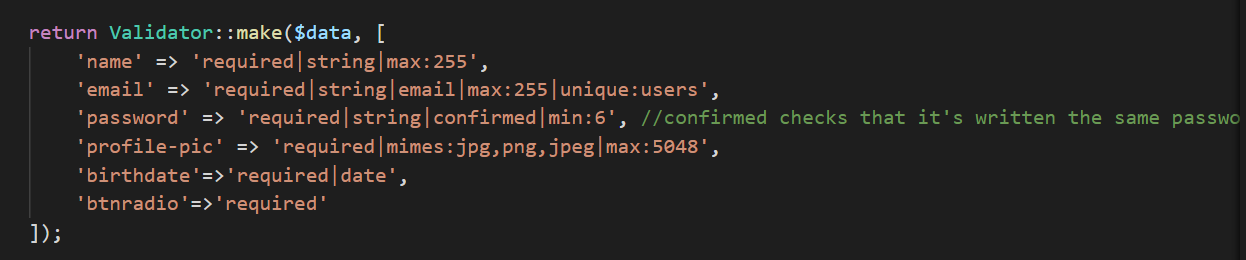 return Validator::make($data, [
'name' => 'required|string|max:255',
'email' => 'required|string|email|max:255|unique:users',
'password' => 'required|string|confirmed|min:6', //confirmed checks that it's written the same passwo
'profile-pic' => 'required|mimes:jpg,png,jpeg|max:5048',
'birthdate'=>'required|date',
'btnradio'=>'required'
]);